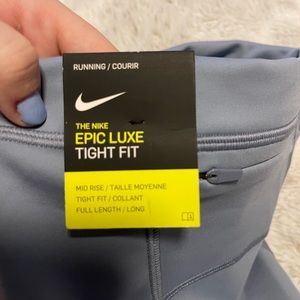 RUNNING / COURIR
THE NIKE
EPIC LUXE
TIGHT FIT
MID RISE / TAILLE MOYENNE
TIGHT FIT / COLLANT
FULL LENGTH / LONG